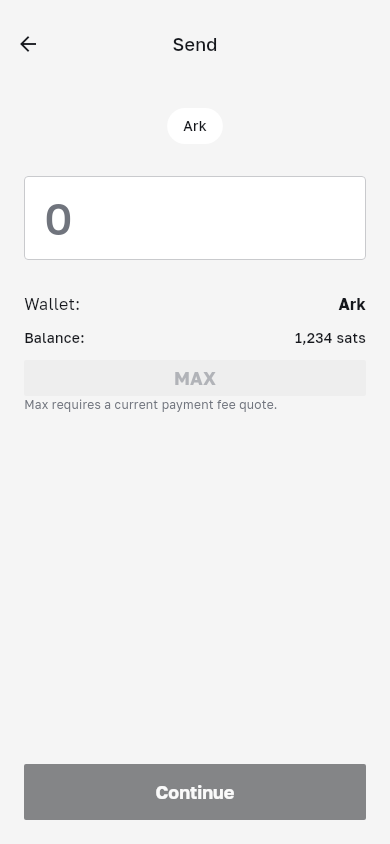 Send
Ark
0
Wallet: Ark
Balance: 1,234 sats
MAX
Max requires a current payment fee quote.
Continue